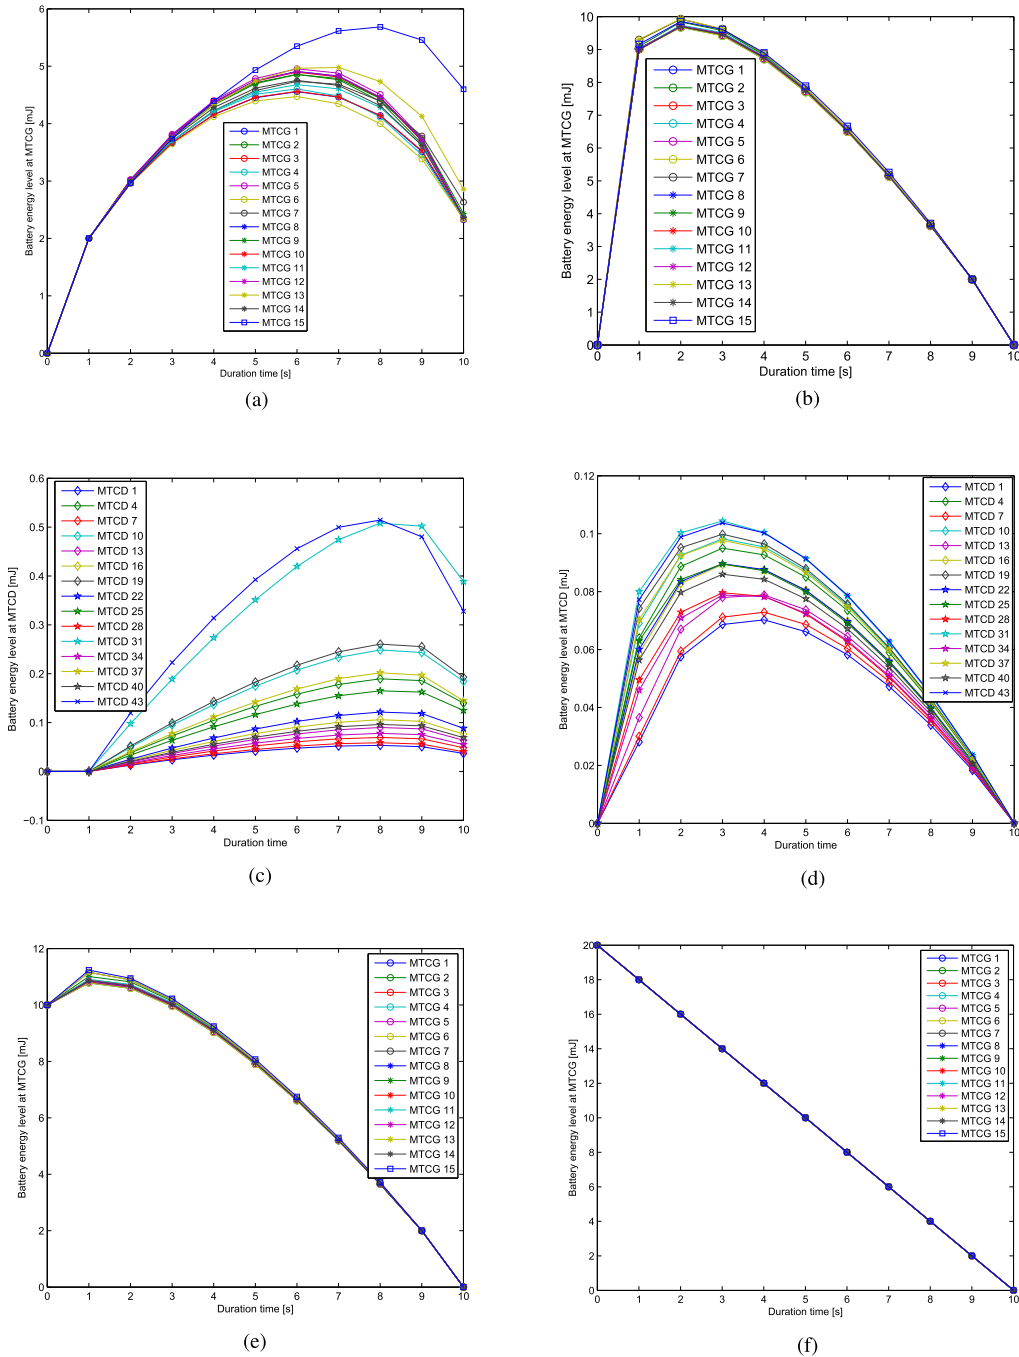 Battery energy level at MTCG [mJ]
6
5
4
3
2
1
0
0 1 2 3 4 5 6 7 8 9 10
Duration time [s]
MTCG 1
MTCG 2
MTCG 3
MTCG 4
MTCG 5
MTCG 6
MTCG 7
MTCG 8
MTCG 9
MTCG 10
MTCG 11
MTCG 12
MTCG 13
MTCG 14
MTCG 15
(a)
Battery energy level at MTCG [mJ]
10
9
8
7
6
5
4
3
2
1
0
0 1 2 3 4 5 6 7 8 9 10
Duration time [s]
MTCG 1
MTCG 2
MTCG 3
MTCG 4
MTCG 5
MTCG 6
MTCG 7
MTCG 8
MTCG 9
MTCG 10
MTCG 11
MTCG 12
MTCG 13
MTCG 14
MTCG 15
(b)
Battery energy level at MTCD [mJ]
0.6
0.5
0.4
0.3
0.2
0.1
0
−0.1
0 1 2 3 4 5 6 7 8 9 10
Duration time
MTCD 1
MTCD 4
MTCD 7
MTCD 10
MTCD 13
MTCD 16
MTCD 19
MTCD 22
MTCD 25
MTCD 28
MTCD 31
MTCD 34
MTCD 37
MTCD 40
MTCD 43
(c)
Battery energy level at MTCD [mJ]
0.12
0.1
0.08
0.06
0.04
0.02
0
0 1 2 3 4 5 6 7 8 9 10
Duration time
MTCD 1
MTCD 4
MTCD 7
MTCD 10
MTCD 13
MTCD 16
MTCD 19
MTCD 22
MTCD 25
MTCD 28
MTCD 31
MTCD 34
MTCD 37
MTCD 40
MTCD 43
(d)
Battery energy level at MTCG [mJ]
12
10
8
6
4
2
0
0 1 2 3 4 5 6 7 8 9 10
Duration time [s]
MTCG 1
MTCG 2
MTCG 3
MTCG 4
MTCG 5
MTCG 6
MTCG 7
MTCG 8
MTCG 9
MTCG 10
MTCG 11
MTCG 12
MTCG 13
MTCG 14
MTCG 15
(e)
Battery energy level at MTCG [mJ]
20
18
16
14
12
10
8
6
4
2
0
0 1 2 3 4 5 6 7 8 9 10
Duration time [s]
MTCG 1
MTCG 2
MTCG 3
MTCG 4
MTCG 5
MTCG 6
MTCG 7
MTCG 8
MTCG 9
MTCG 10
MTCG 11
MTCG 12
MTCG 13
MTCG 14
MTCG 15
(f)